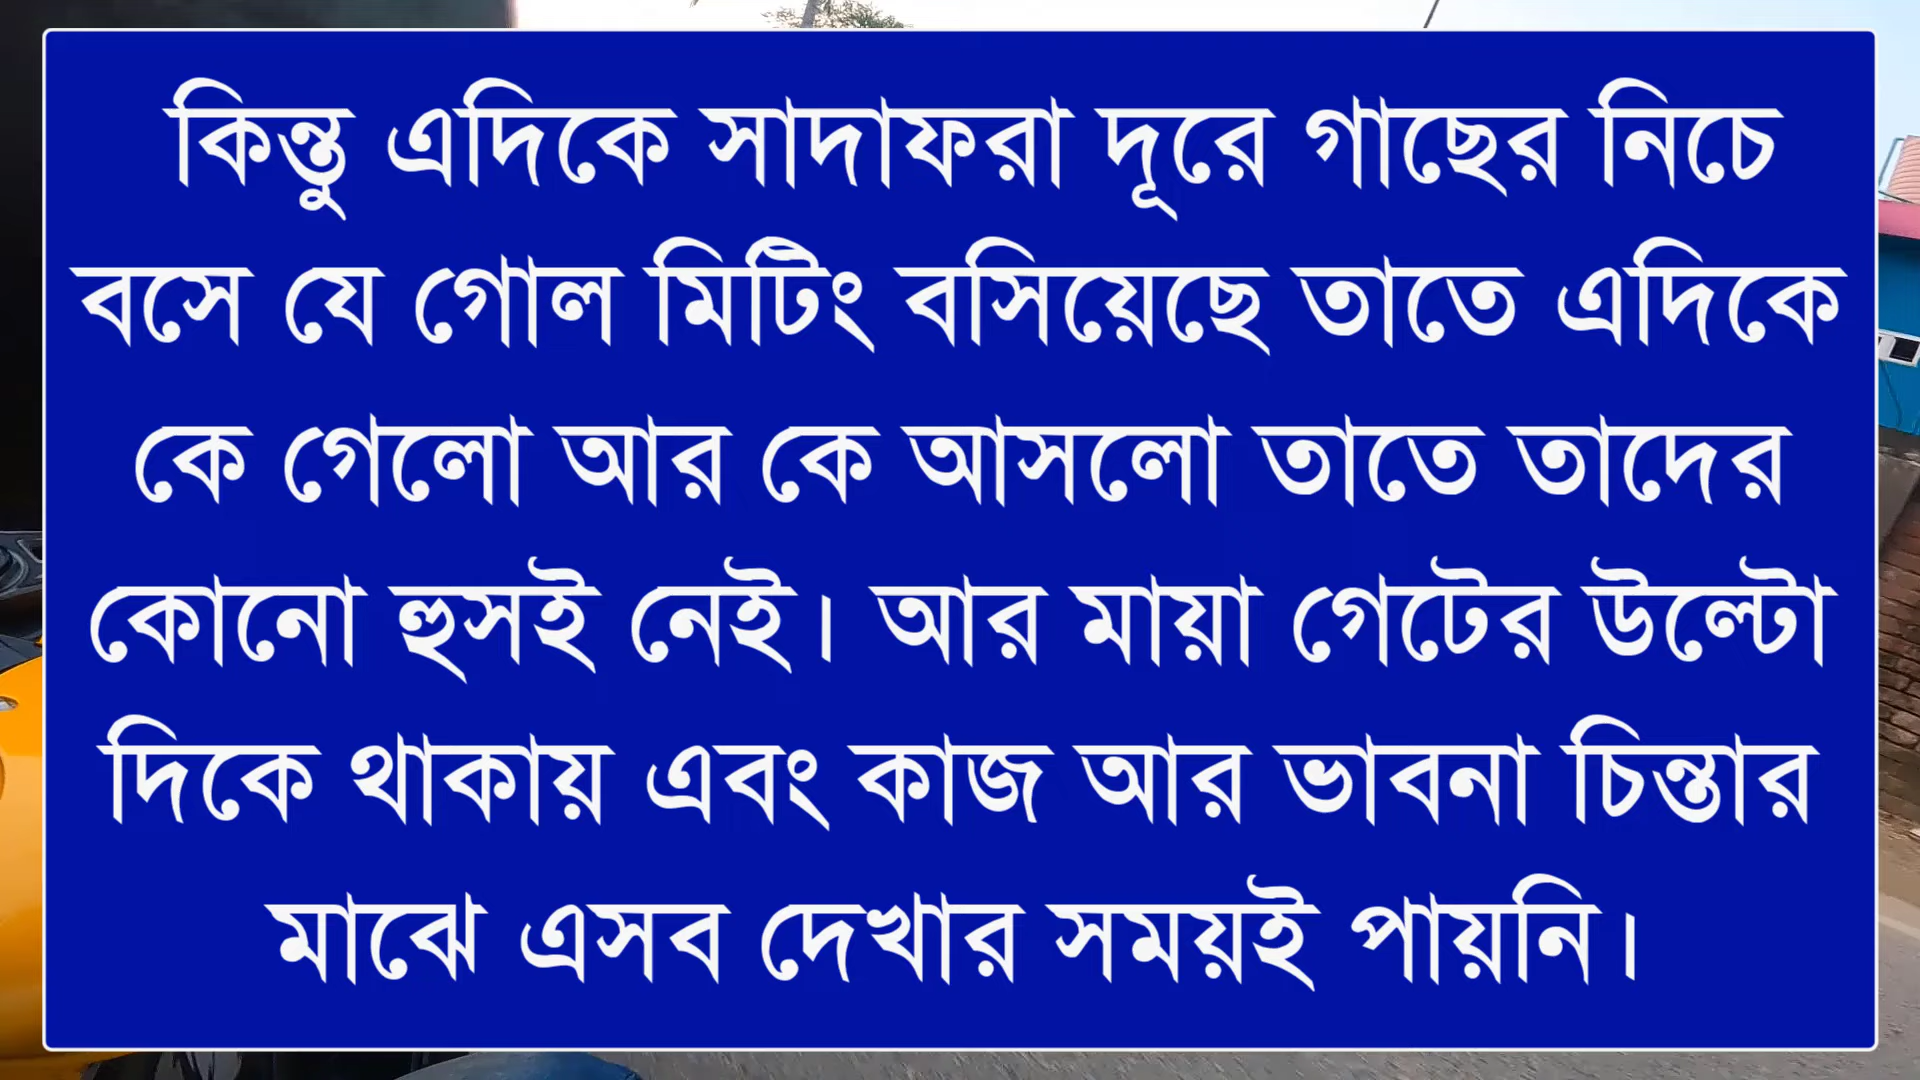 কিন্তু এদিকে সাদাফরা দূরে গাছের নিচে
বসে যে গোল মিটিং বসিয়েছে তাতে এদিকে
কে গেলো আর কে আসলো তাতে তাদের
কোনো হুসই নেই। আর মায়া গেটের উল্টো
দিকে থাকায় এবং কাজ আর ভাবনা চিন্তার
মাঝে এসব দেখার সময়ই পায়নি।